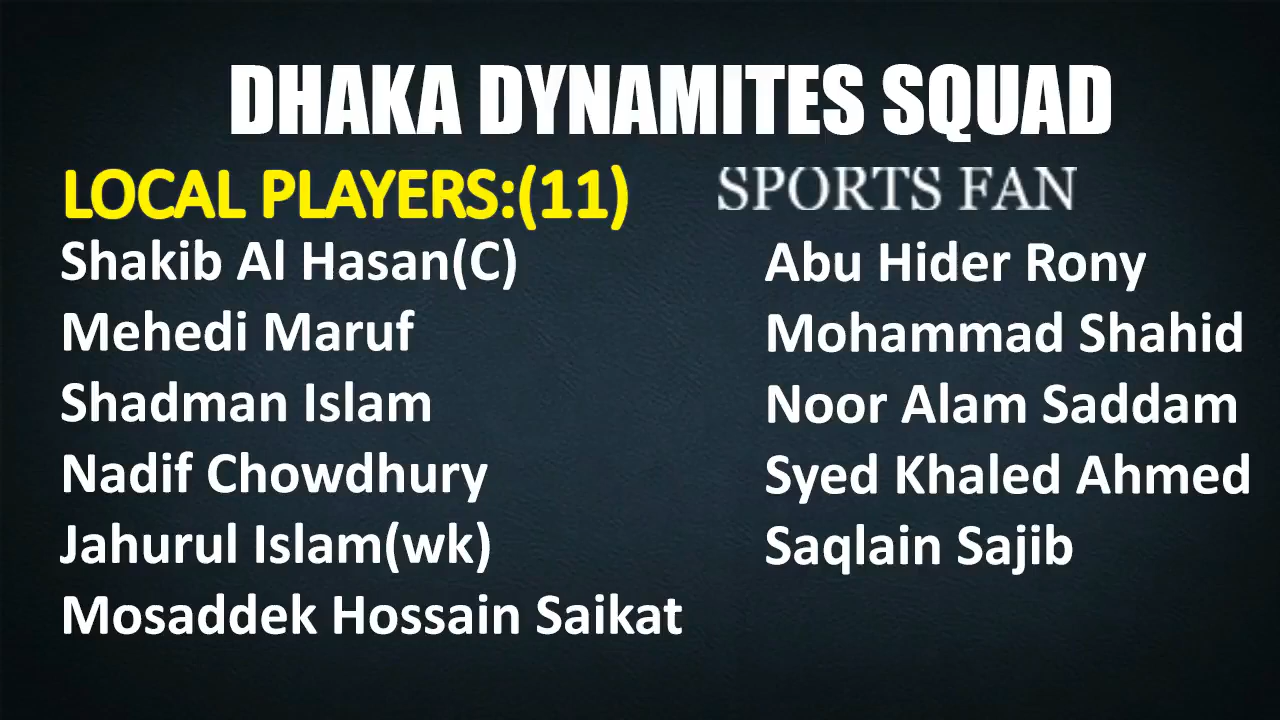 DHAKA DYNAMITES SQUAD
LOCAL PLAYERS:(11)
SPORTS FAN
Shakib Al Hasan(C)
Mehedi Maruf
Shadman Islam
Nadif Chowdhury
Jahurul Islam(wk)
Mosaddek Hossain Saikat
Abu Hider Rony
Mohammad Shahid
Noor Alam Saddam
Syed Khaled Ahmed
Saqlain Sajib